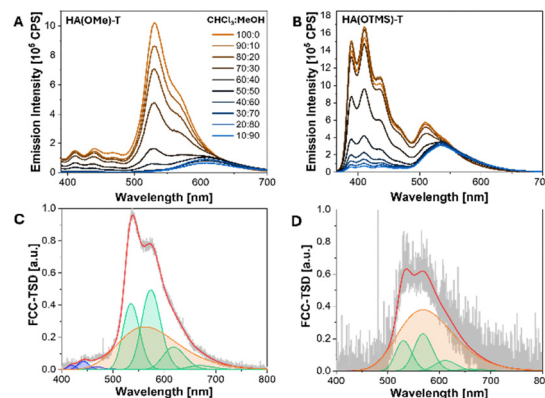 A
HA(OMe)-T
CHCl3:MeOH
100:0
90:10
80:20
70:30
60:40
50:50
40:60
30:70
20:80
10:90
Emission Intensity [10⁵ CPS]
10
8
6
4
2
0
400 500 600 700
Wavelength [nm]
B
HA(OTMS)-T
Emission Intensity [10⁵ CPS]
18
16
14
12
10
8
6
4
2
0
400 500 600 700
Wavelength [nm]
C
FCC-TSD [a.u.]
1.0
0.8
0.6
0.4
0.2
0.0
400 500 600 700 800
Wavelength [nm]
D
FCC-TSD [a.u.]
1.0
0.8
0.6
0.4
0.2
0.0
400 500 600 700 800
Wavelength [nm]